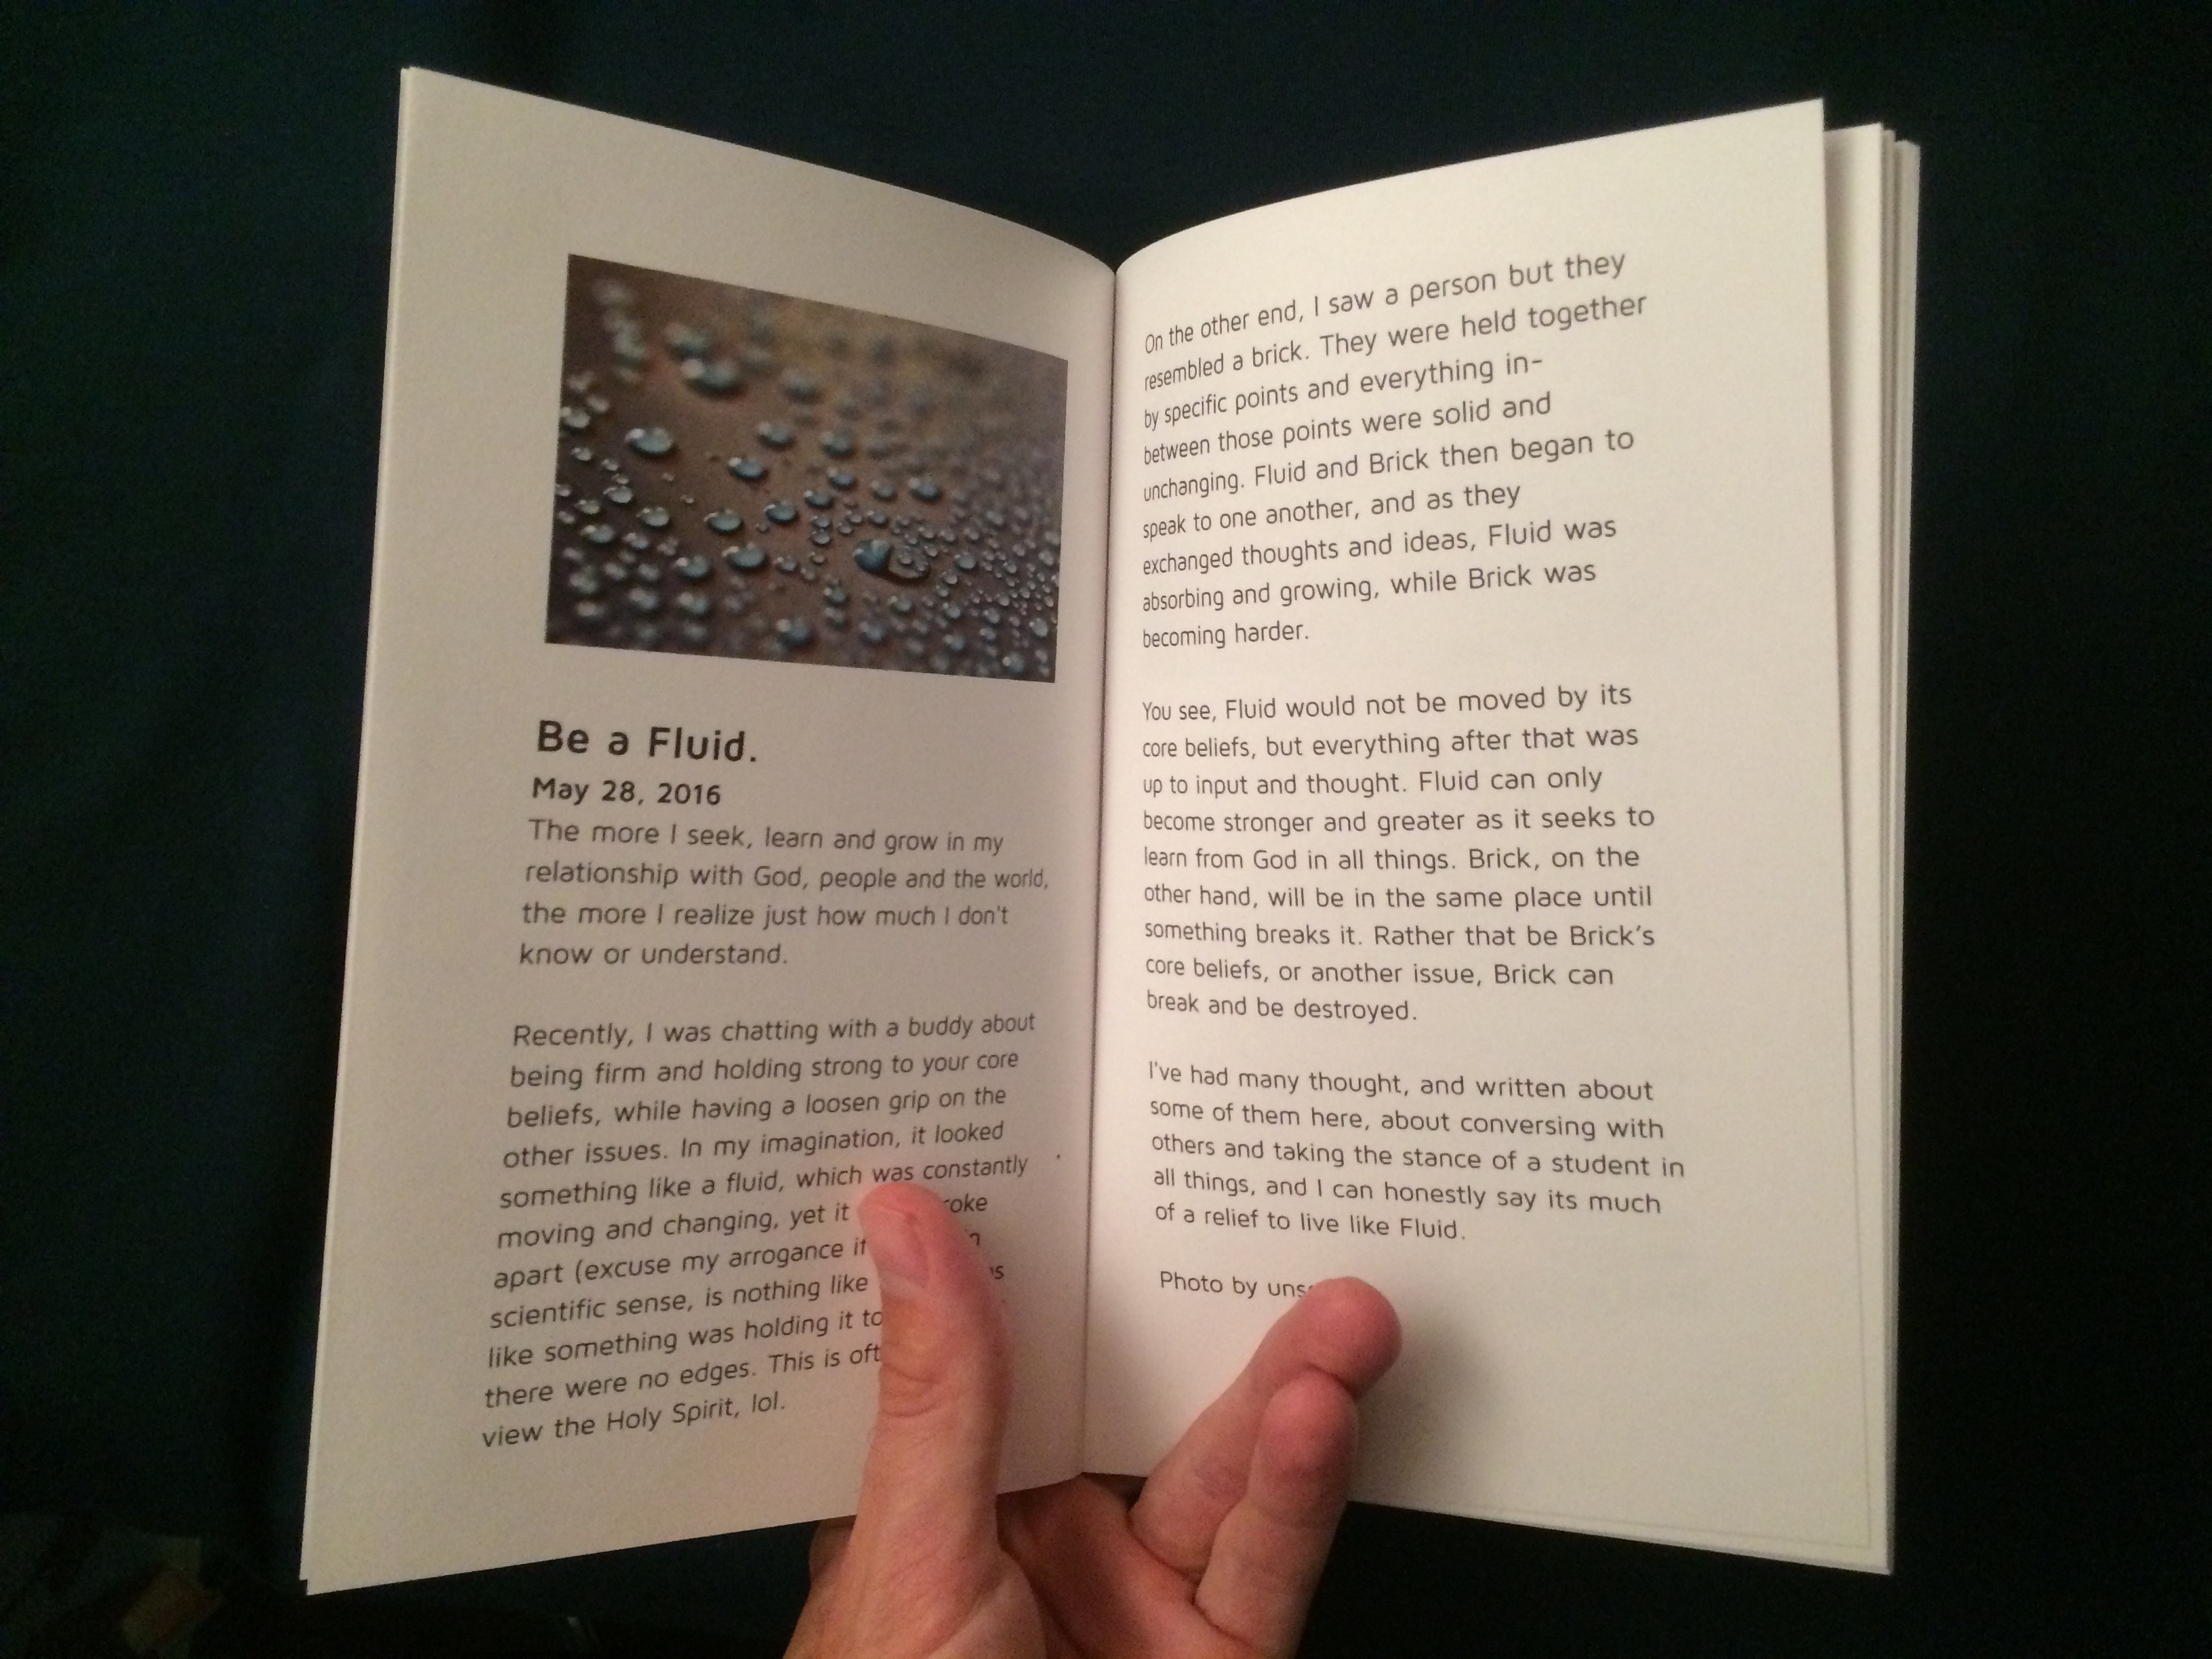 Be a Fluid.
May 28, 2016
The more I seek, learn and grow in my
relationship with God, people and the world,
the more I realize just how much I don't
know or understand.
Recently, I was chatting with a buddy about
being firm and holding strong to your core
beliefs, while having a loosen grip on the
other issues. In my imagination, it looked
something like a fluid, which was constantly
moving and changing, yet it
apart (excuse my arrogance
scientific sense, is nothing like
like something was holding it
there were no edges. This is
view the Holy Spirit, lol.
On the other end, I saw a person but they
resembled a brick. They were held together
by specific points and everything in-
between those points were solid and
unchanging. Fluid and Brick then began to
speak to one another, and as they
exchanged thoughts and ideas, Fluid was
absorbing and growing, while Brick was
becoming harder.
You see, Fluid would not be moved by its
core beliefs, but everything after that was
up to input and thought. Fluid can only
become stronger and greater as it seeks to
learn from God in all things. Brick, on the
other hand, will be in the same place until
something breaks it. Rather that be Brick's
core beliefs, or another issue, Brick can
break and be destroyed.
I've had many thought, and written about
some of them here, about conversing with
others and taking the stance of a student in
all things, and I can honestly say its much
of a relief to live like Fluid.
Photo by